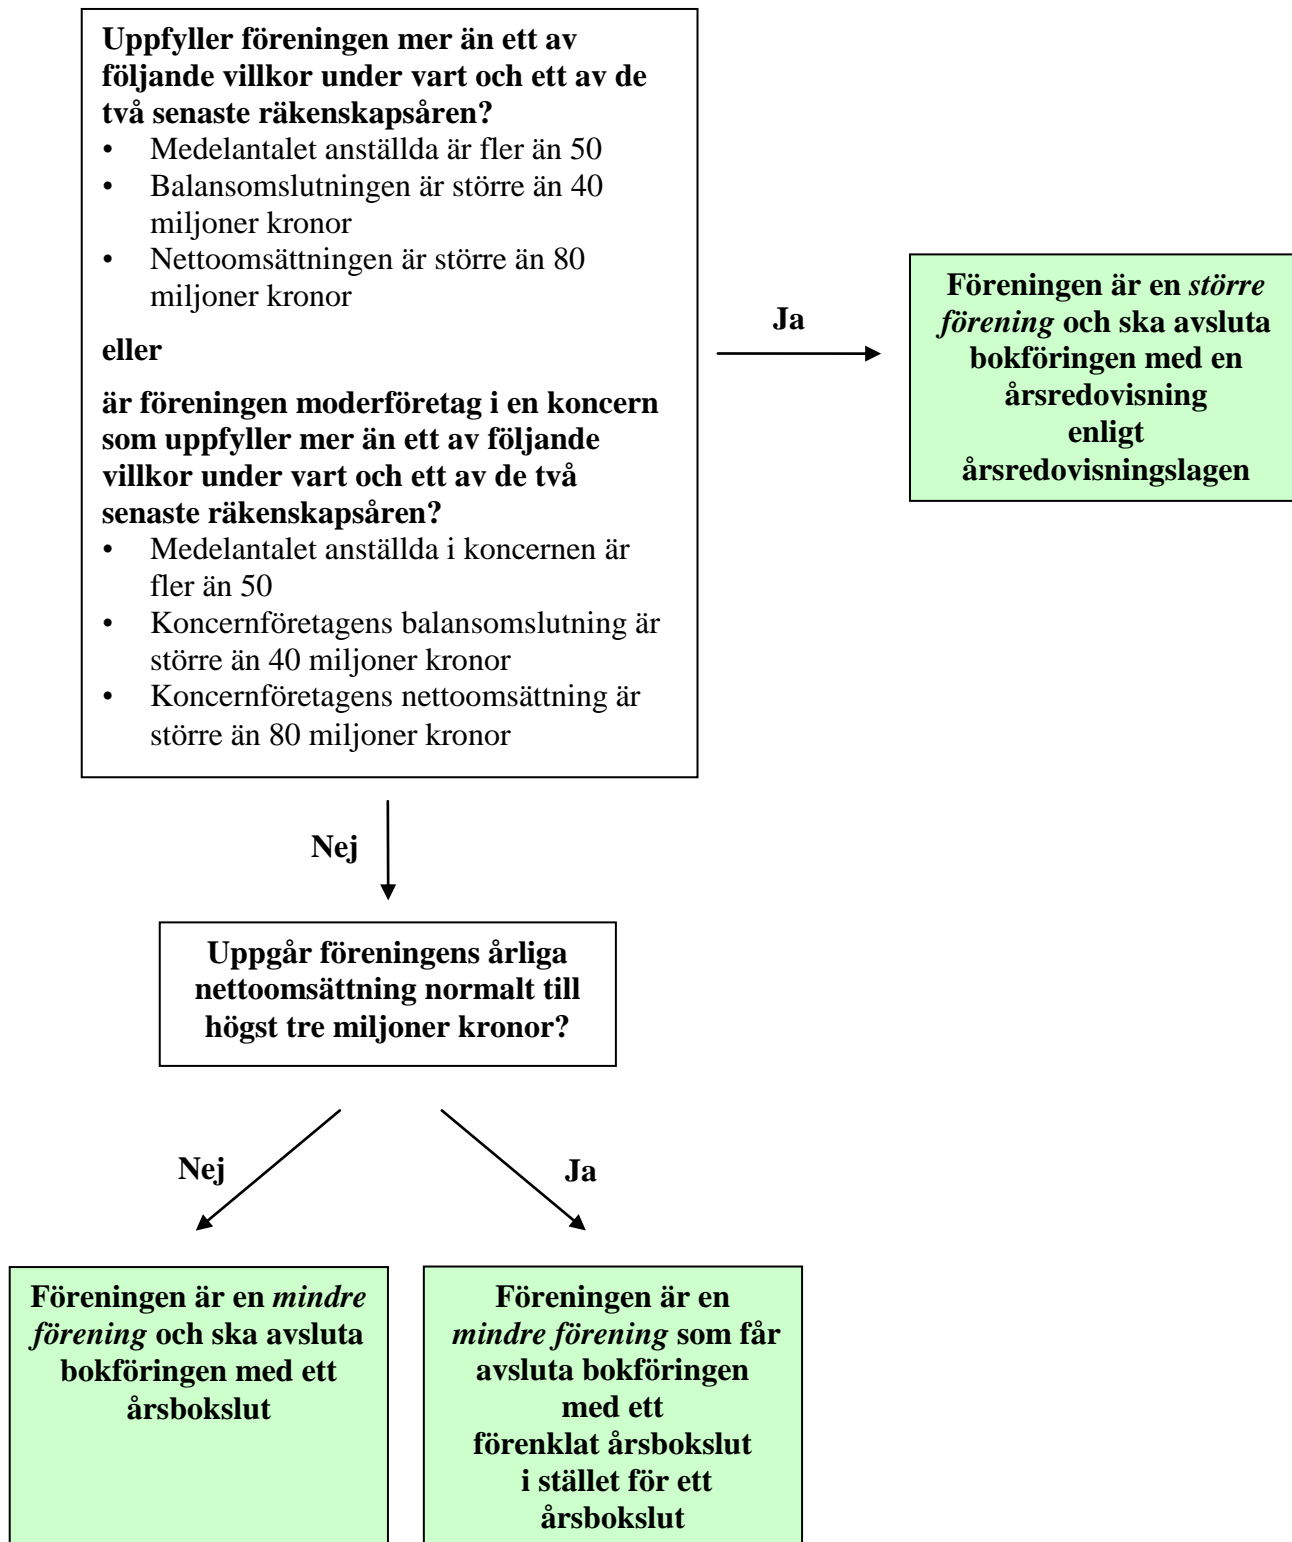 Uppfyller föreningen mer än ett av
följande villkor under vart och ett av de
två senaste räkenskapsåren?
• Medelantalet anställda är fler än 50
• Balansomslutningen är större än 40
miljoner kronor
• Nettoomsättningen är större än 80
miljoner kronor
eller
är föreningen moderföretag i en koncern
som uppfyller mer än ett av följande
villkor under vart och ett av de två
senaste räkenskapsåren?
• Medelantalet anställda i koncernen är
fler än 50
• Koncernföretagens balansomslutning är
större än 40 miljoner kronor
• Koncernföretagens nettoomsättning är
större än 80 miljoner kronor
Ja
Föreningen är en större
förening och ska avsluta
bokföringen med en
årsredovisning
enligt
årsredovisningslagen
Nej
Uppgår föreningens årliga
nettoomsättning normalt till
högst tre miljoner kronor?
Nej
Ja
Föreningen är en mindre
förening och ska avsluta
bokföringen med ett
årsbokslut
Föreningen är en
mindre förening som får
avsluta bokföringen
med ett
förenklat årsbokslut
i stället för ett
årsbokslut